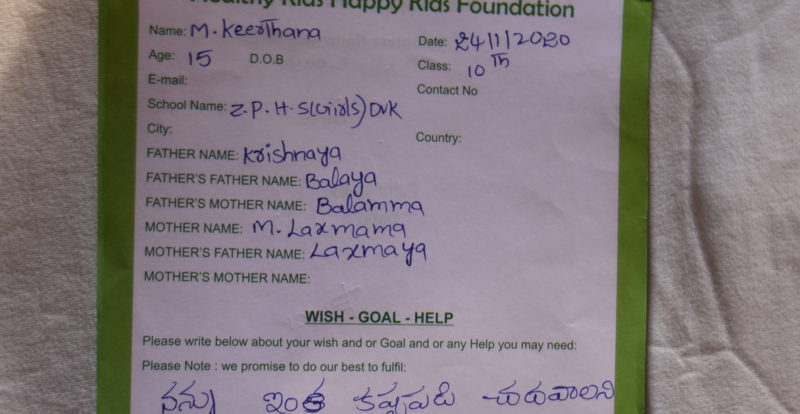 Healthy Kids Happy Kids Foundation
Name: M. Keerthana
Date: 24/1/2020
Age: 15 D.O.B
Class: 10 Th
E-mail:
Contact No
School Name: Z.P.H.S(Girls) DVK
City:
Country:
FATHER NAME: Krishnaya
FATHER'S FATHER NAME: Balaya
FATHER'S MOTHER NAME: Balamma
MOTHER NAME: M. Laxmama
MOTHER'S FATHER NAME: Laxmaya
MOTHER'S MOTHER NAME:
WISH - GOAL - HELP
Please write below about your wish and or Goal and or any Help you may need:
Please Note : we promise to do our best to fulfil:
నన్ను ఇంత కష్టపడి చదవాలని